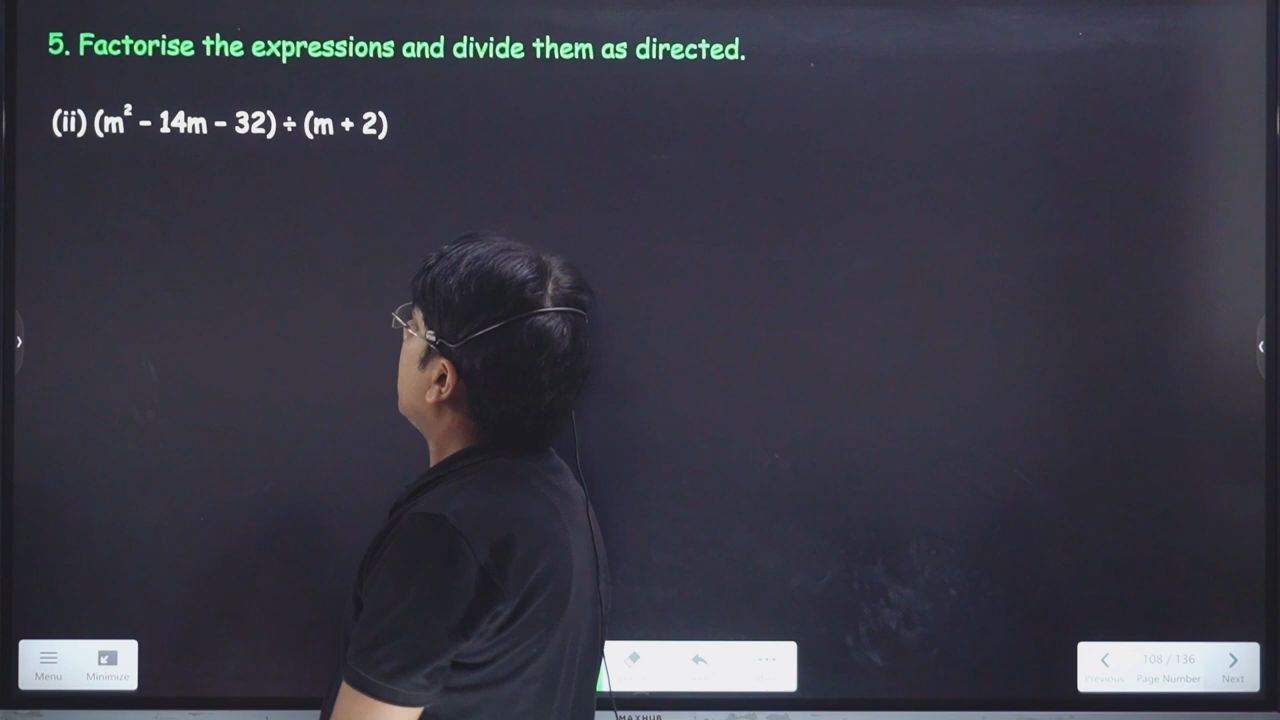 5. Factorise the expressions and divide them as directed.
(ii) (m² - 14m - 32) ÷ (m + 2)
Menu
Minimize
108 / 136
Previous
Page Number
Next
MAXHUB